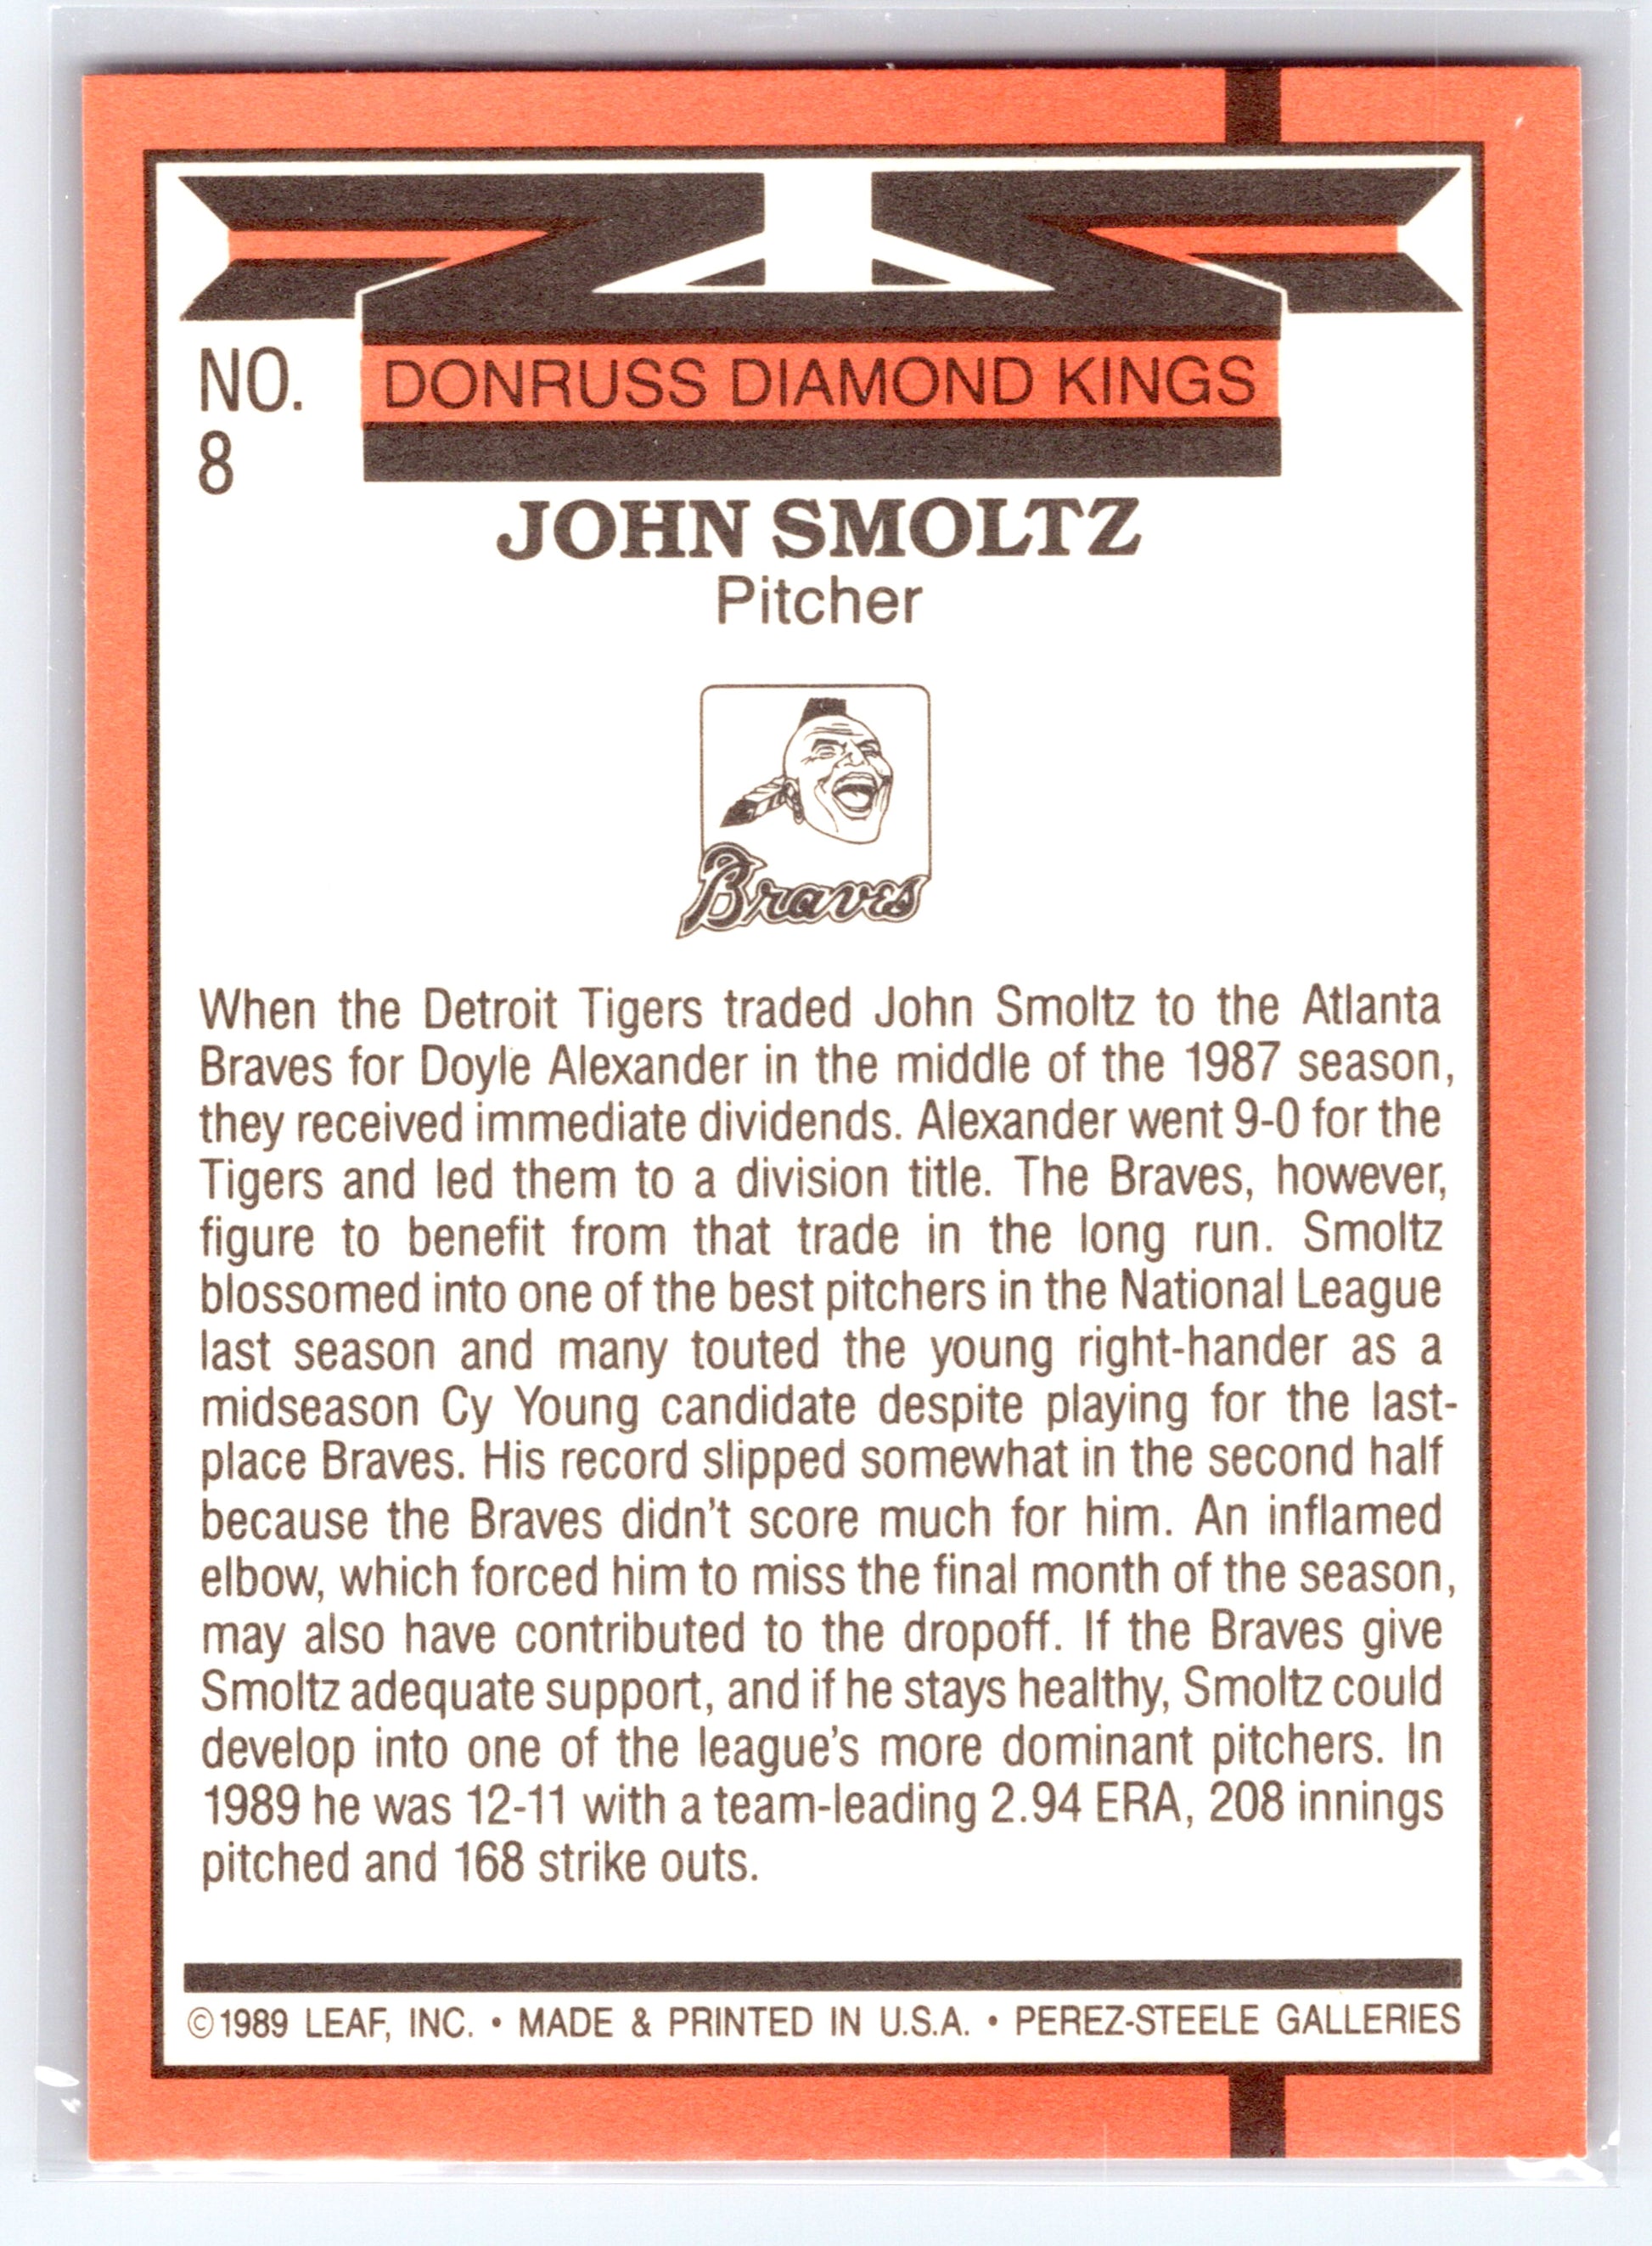 NO.
8
DONRUSS DIAMOND KINGS
JOHN SMOLTZ
Pitcher
Braves
When the Detroit Tigers traded John Smoltz to the Atlanta
Braves for Doyle Alexander in the middle of the 1987 season,
they received immediate dividends. Alexander went 9-0 for the
Tigers and led them to a division title. The Braves, however,
figure to benefit from that trade in the long run. Smoltz
blossomed into one of the best pitchers in the National League
last season and many touted the young right-hander as a
midseason Cy Young candidate despite playing for the last-
place Braves. His record slipped somewhat in the second half
because the Braves didn't score much for him. An inflamed
elbow, which forced him to miss the final month of the season,
may also have contributed to the dropoff. If the Braves give
Smoltz adequate support, and if he stays healthy, Smoltz could
develop into one of the league's more dominant pitchers. In
1989 he was 12-11 with a team-leading 2.94 ERA, 208 innings
pitched and 168 strike outs.
©1989 LEAF, INC. • MADE & PRINTED IN U.S.A. • PEREZ-STEELE GALLERIES